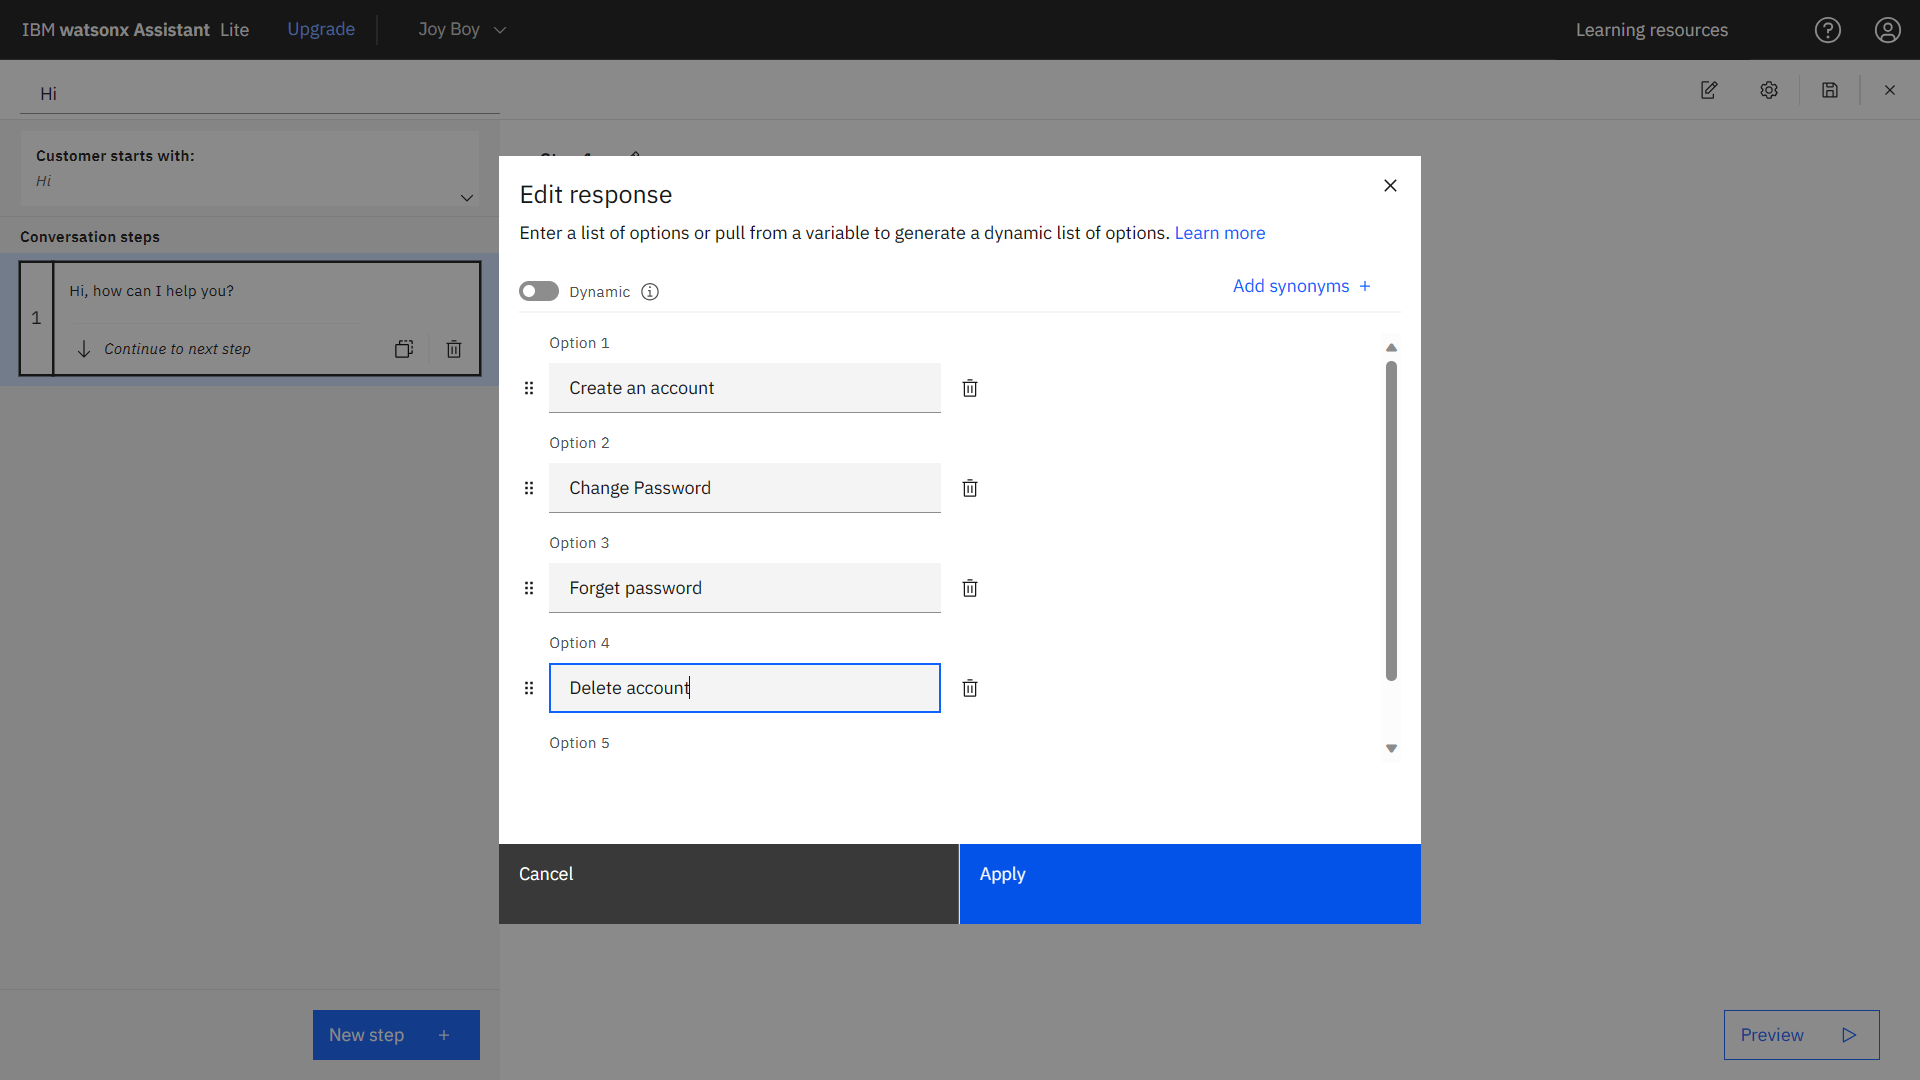 IBM watsonx Assistant Lite Upgrade Joy Boy Learning resources
Hi
Customer starts with:
Hi
Conversation steps
1
Hi, how can I help you?
Continue to next step
New step +
Edit response
Enter a list of options or pull from a variable to generate a dynamic list of options. Learn more
Dynamic
Add synonyms +
Option 1
Create an account
Option 2
Change Password
Option 3
Forget password
Option 4
Delete account
Option 5
Cancel
Apply
Preview